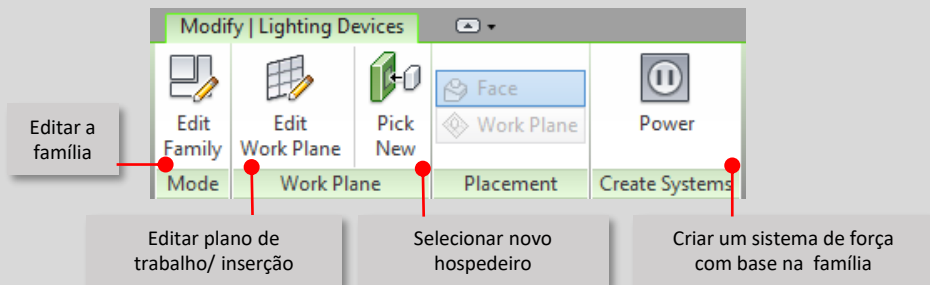 Modify | Lighting Devices
Edit Family
Edit Work Plane
Pick New
Face
Work Plane
Power
Mode
Work Plane
Placement
Create Systems
Editar a
família
Editar plano de
trabalho/ inserção
Selecionar novo
hospedeiro
Criar um sistema de força
com base na  família